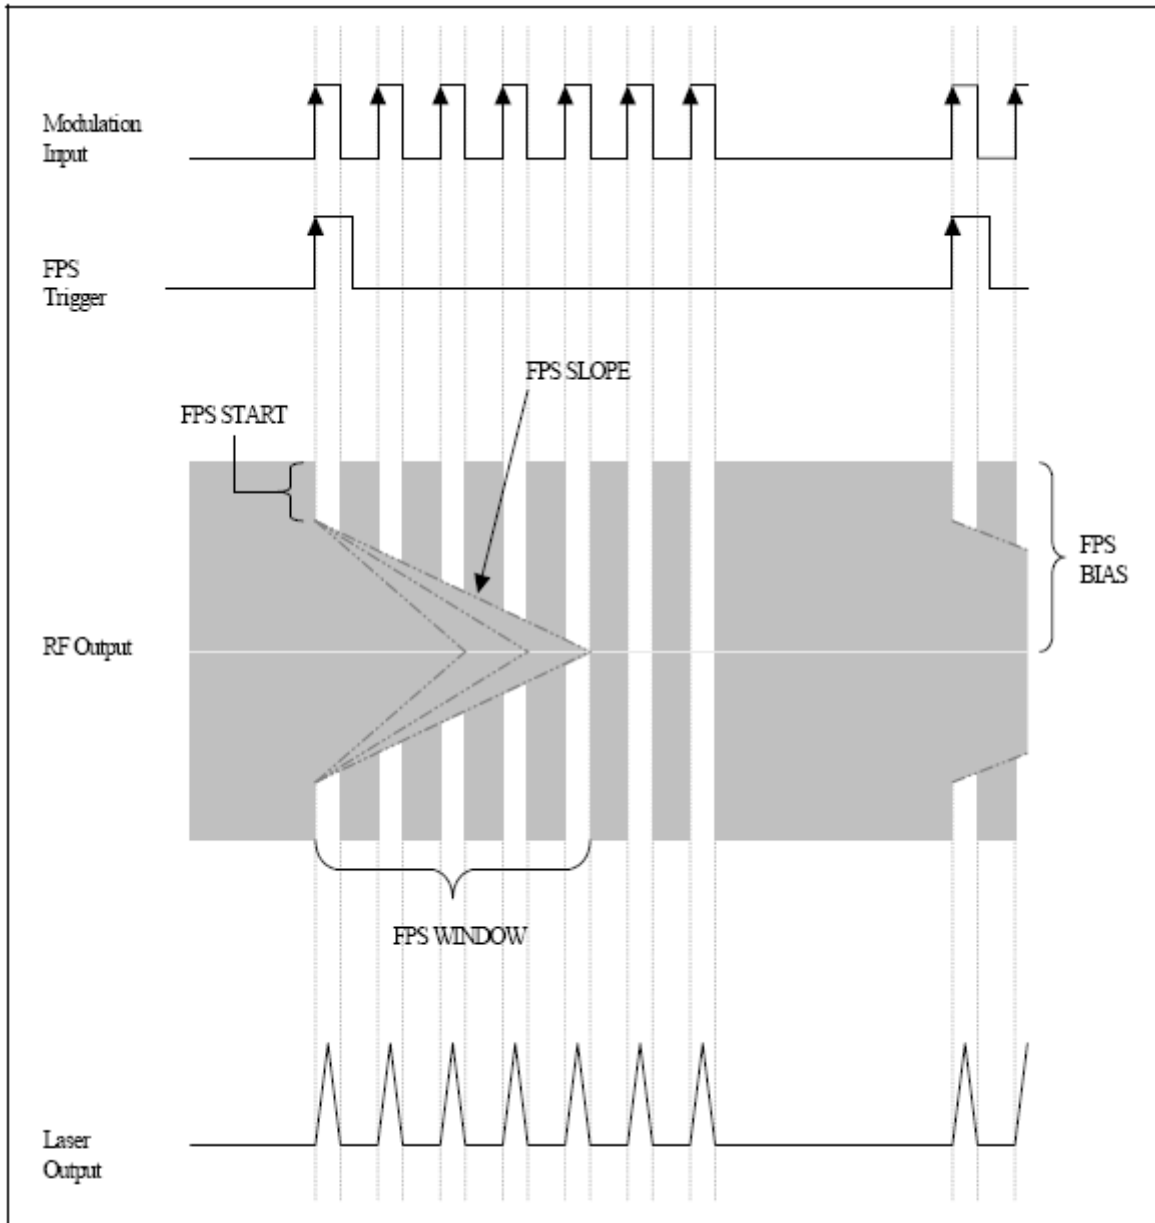 Modulation
Input
FPS
Trigger
FPS SLOPE
FPS START
FPS
BIAS
RF Output
FPS WINDOW
Laser
Output